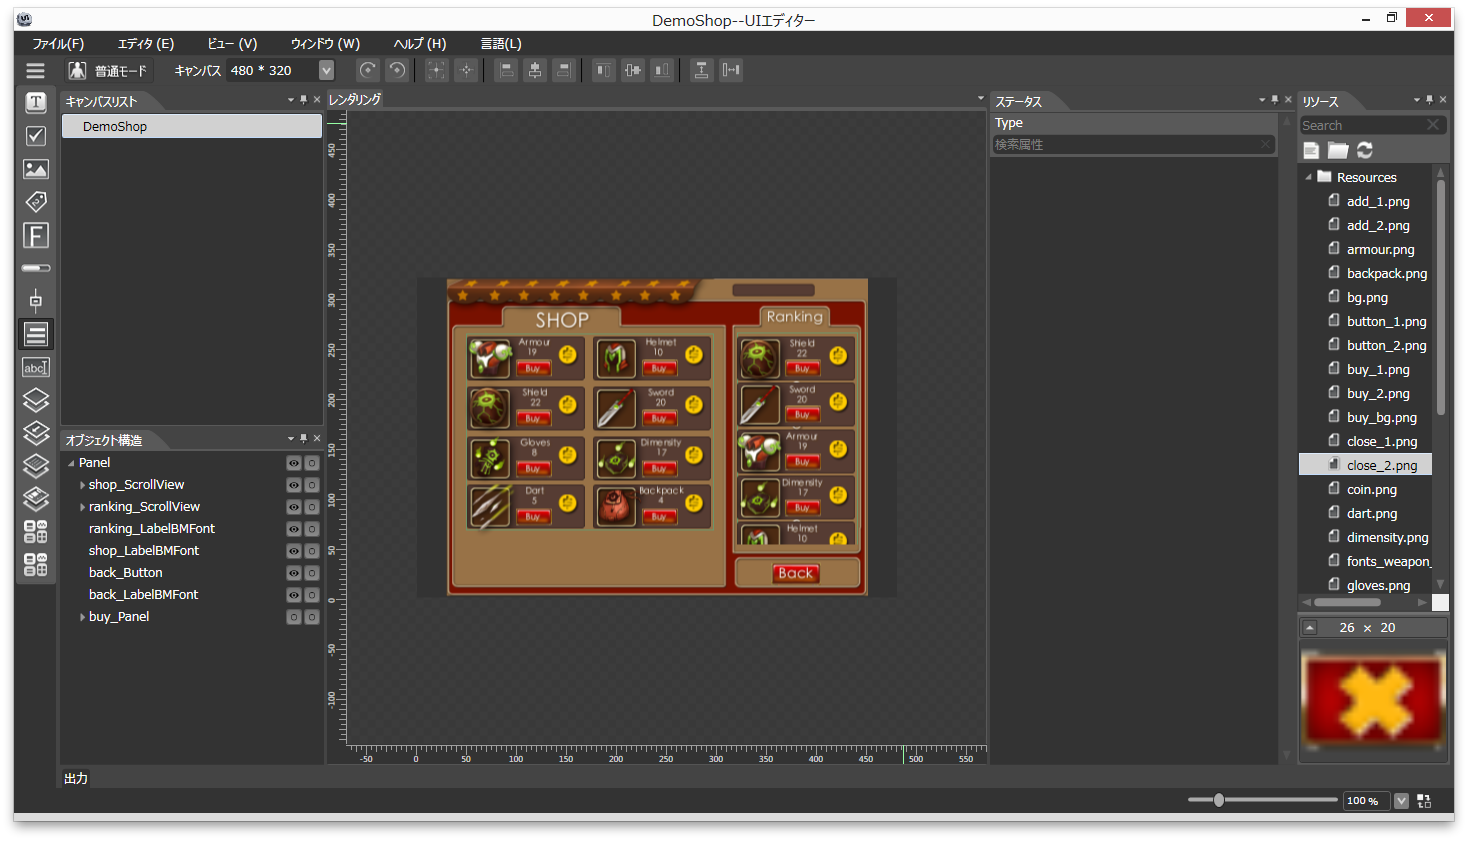 DemoShop--UIエディター
ファイル(F) エディタ (E) ビュー (V) ウィンドウ (W) ヘルプ (H) 言語(L)
普通モード キャンバス 480 * 320
キャンバスリスト
DemoShop
オブジェクト構造
Panel
shop_ScrollView
ranking_ScrollView
ranking_LabelBMFont
shop_LabelBMFont
back_Button
back_LabelBMFont
buy_Panel
レンダリング
450
400
350
300
250
200
150
100
50
0
-50
-100
SHOP
Armour
19
Buy
Helmet
10
Buy
Shield
22
Buy
Sword
20
Buy
Gloves
8
Buy
Dimensity
17
Buy
Dart
5
Buy
Backpack
4
Buy
Ranking
Shield
22
Buy
Sword
20
Buy
Armour
19
Buy
Dimensity
17
Buy
Helmet
10
Back
-50 0 50 100 150 200 250 300 350 400 450 500 550
ステータス
Type
検索属性
リソース
Search
Resources
add_1.png
add_2.png
armour.png
backpack.png
bg.png
button_1.png
button_2.png
buy_1.png
buy_2.png
buy_bg.png
close_1.png
close_2.png
coin.png
dart.png
dimensity.png
fonts_weapon_
gloves.png
26 × 20
出力
100 %